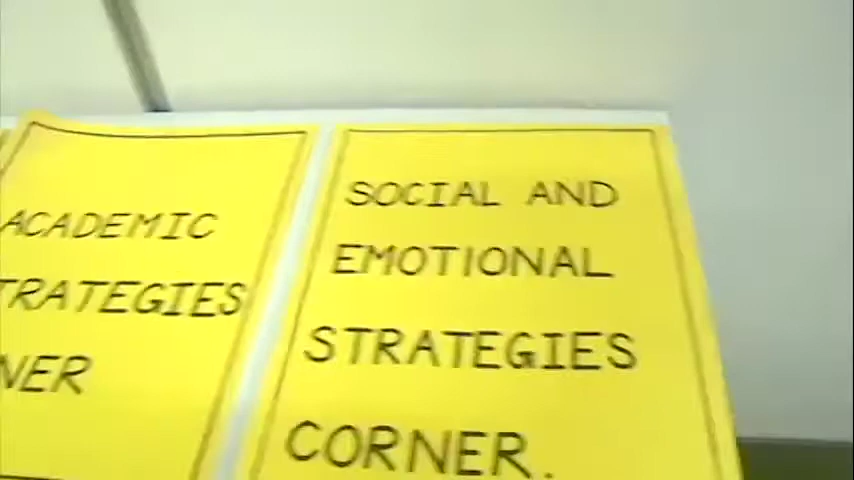 ACADEMIC
TRATEGIES
NER
SOCIAL AND
EMOTIONAL
STRATEGIES
CORNER.